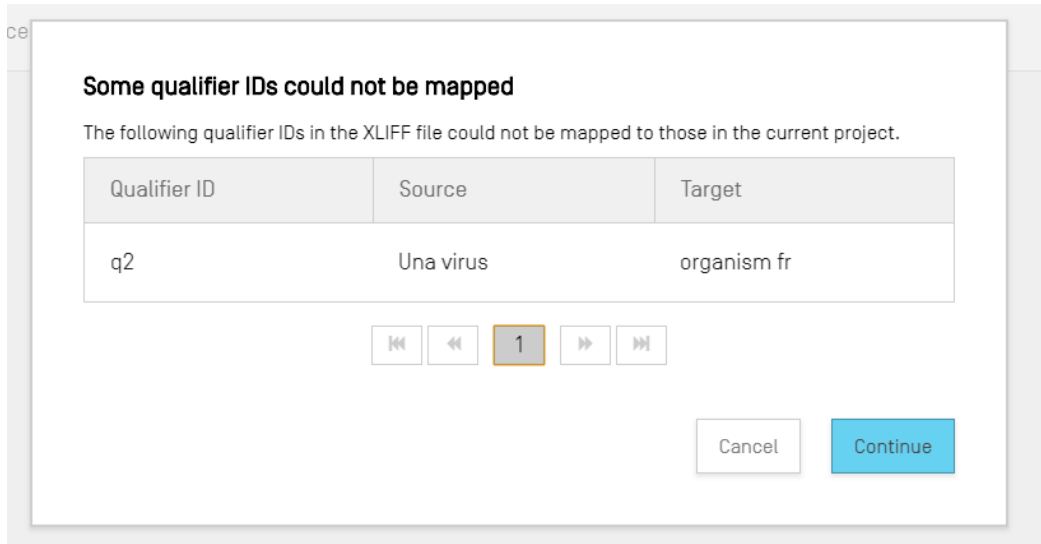 ce
Some qualifier IDs could not be mapped
The following qualifier IDs in the XLIFF file could not be mapped to those in the current project.
Qualifier ID Source Target
q2 Una virus organism fr
1
Cancel Continue